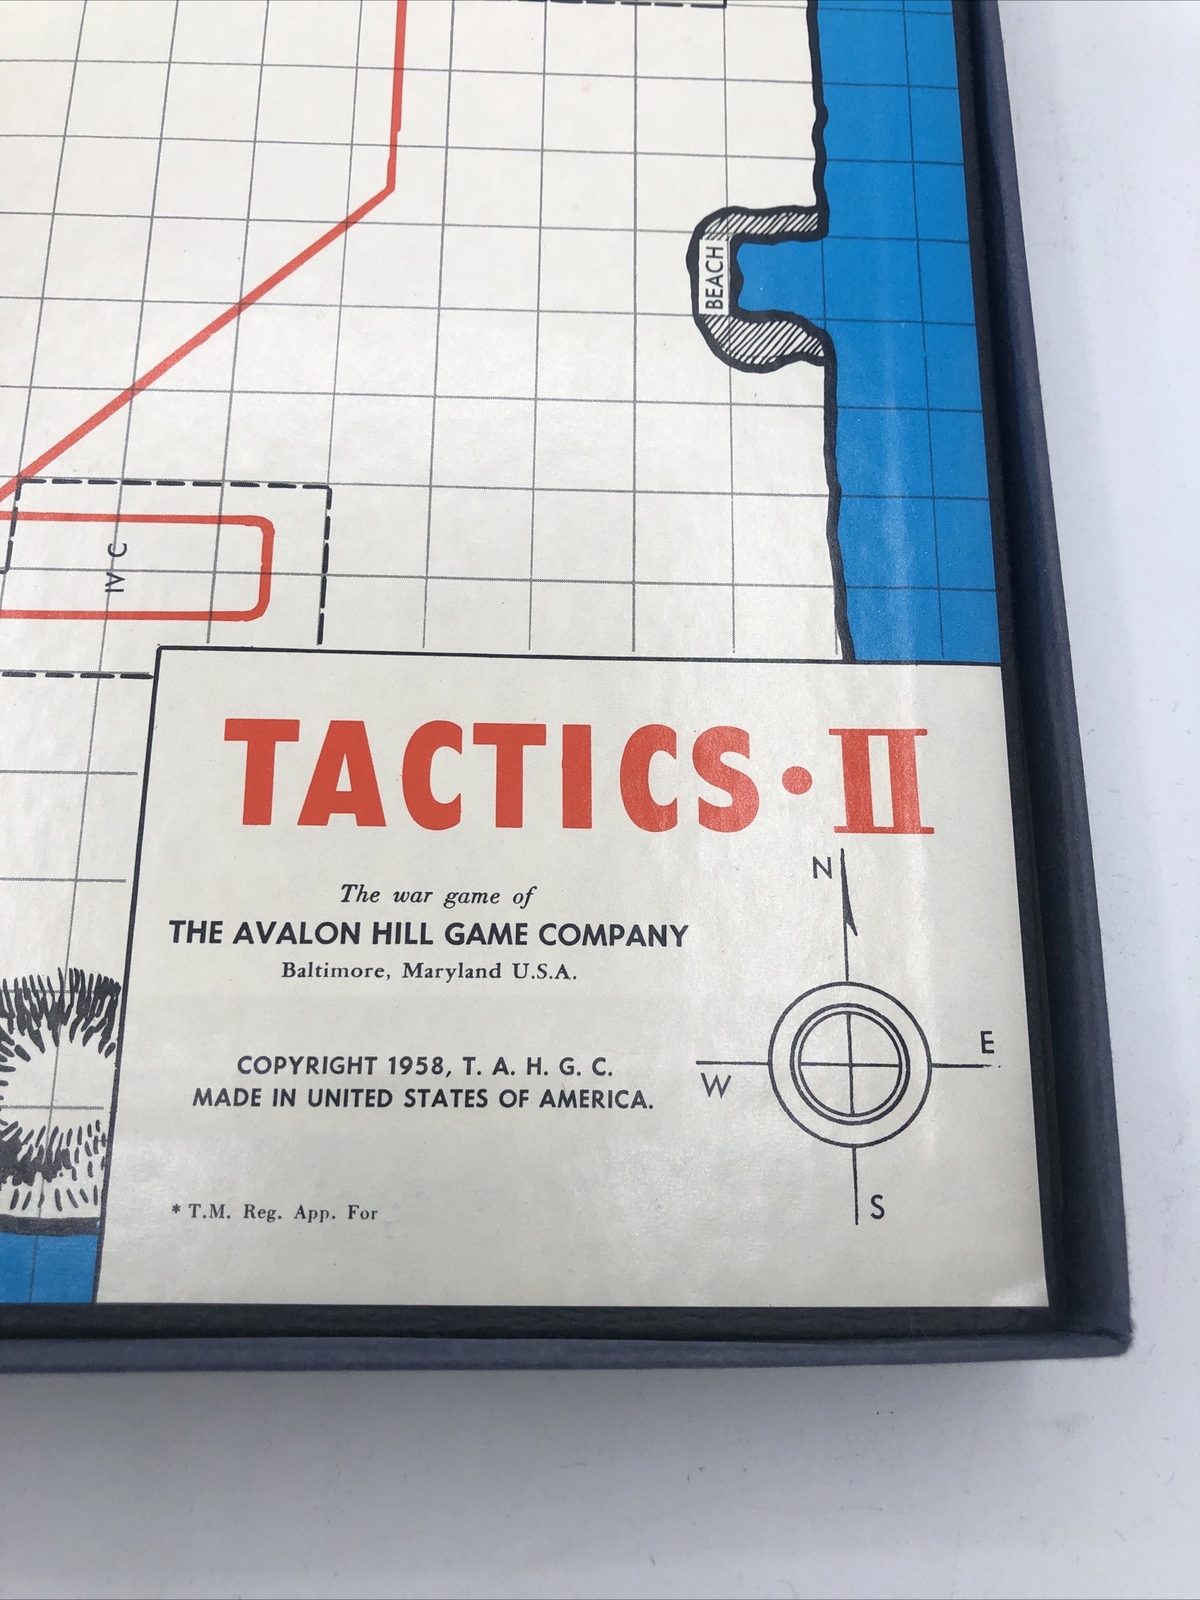 BEACH
IV C
TACTICS • II
The war game of
THE AVALON HILL GAME COMPANY
Baltimore, Maryland U.S.A.
COPYRIGHT 1958, T. A. H. G. C.
MADE IN UNITED STATES OF AMERICA.
* T.M. Reg. App. For
N
E
W
S